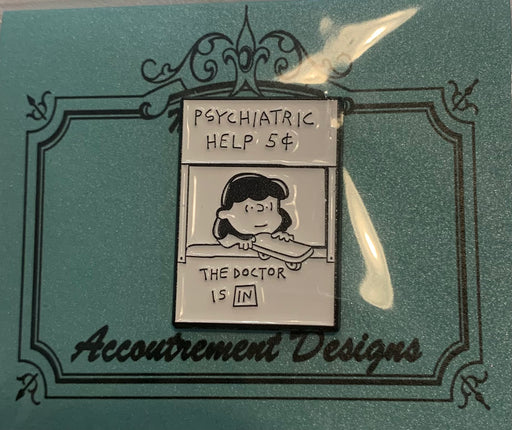 PSYCHIATRIC
HELP 5¢
THE DOCTOR
IS IN
Accoutrement Designs